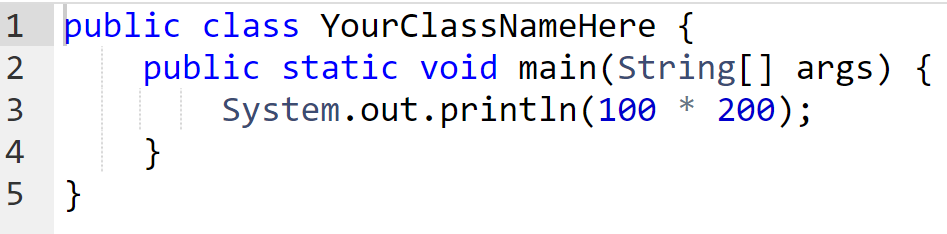 1 public class YourClassNameHere {
2     public static void main(String[] args) {
3         System.out.println(100 * 200);
4     }
5 }